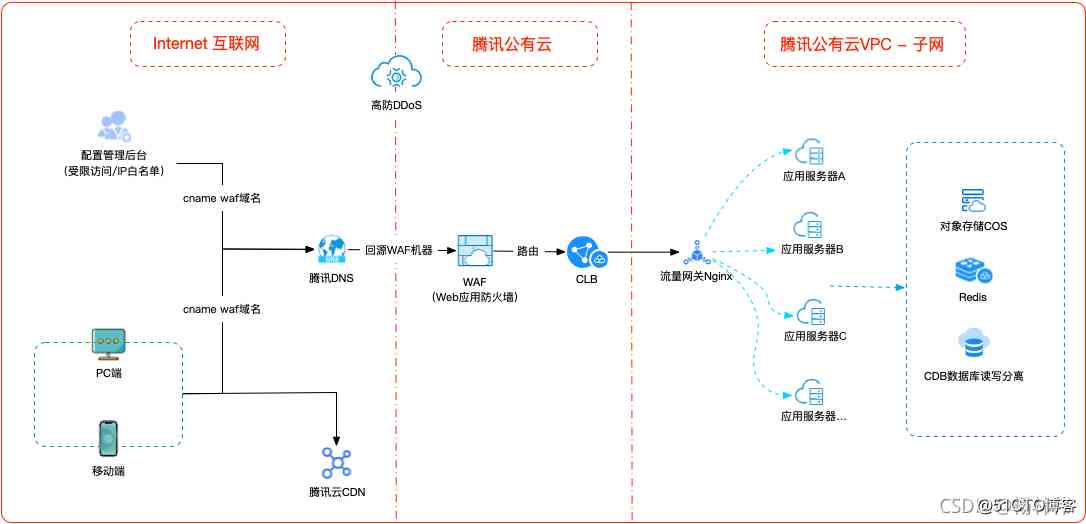 Internet 互联网
腾讯公有云
腾讯公有云VPC – 子网
高防DDoS
配置管理后台
(受限访问/IP白名单)
cname waf域名
腾讯DNS
回源WAF机器
WAF
(Web应用防火墙)
路由
CLB
流量网关Nginx
应用服务器A
应用服务器B
应用服务器C
应用服务器...
对象存储COS
Redis
CDB数据库读写分离
cname waf域名
PC端
移动端
腾讯云CDN
@51CTO博客